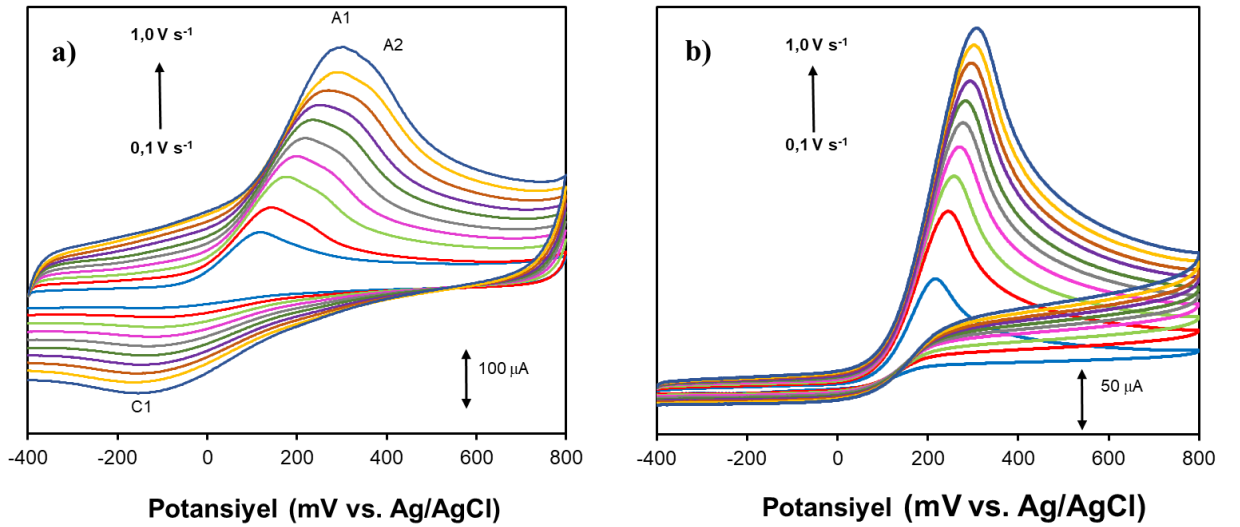 a)
1,0 V s⁻¹
0,1 V s⁻¹
A1
A2
C1
100 µA
-400 -200 0 200 400 600 800
Potansiyel (mV vs. Ag/AgCl)
b)
1,0 V s⁻¹
0,1 V s⁻¹
50 µA
-400 -200 0 200 400 600 800
Potansiyel (mV vs. Ag/AgCl)